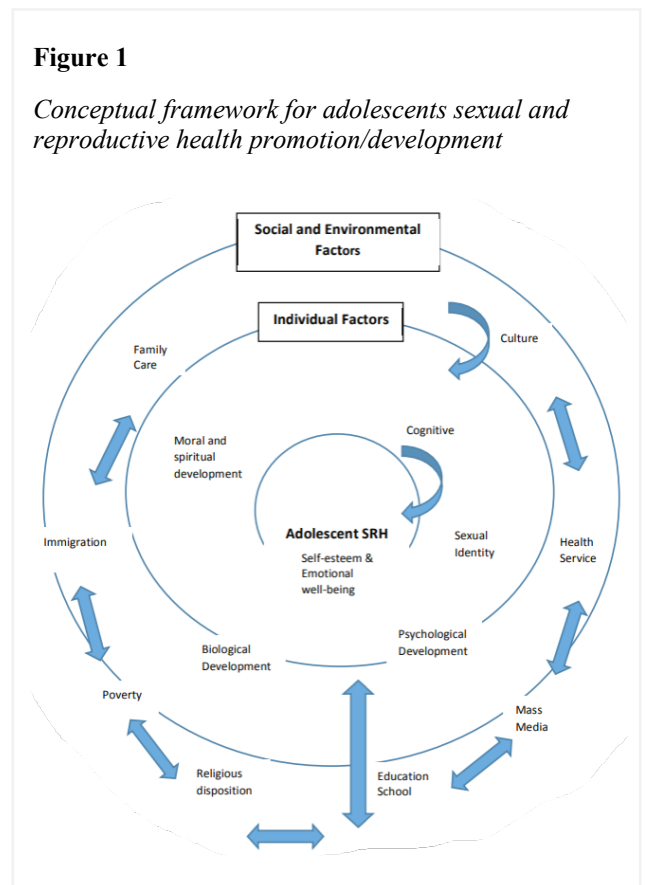 Figure 1
Conceptual framework for adolescents sexual and
reproductive health promotion/development
Social and Environmental
Factors
Individual Factors
Family
Care
Culture
Moral and
spiritual
development
Cognitive
Adolescent SRH
Self-esteem &
Emotional
well-being
Sexual
Identity
Immigration
Health
Service
Biological
Development
Psychological
Development
Poverty
Mass
Media
Religious
disposition
Education
School